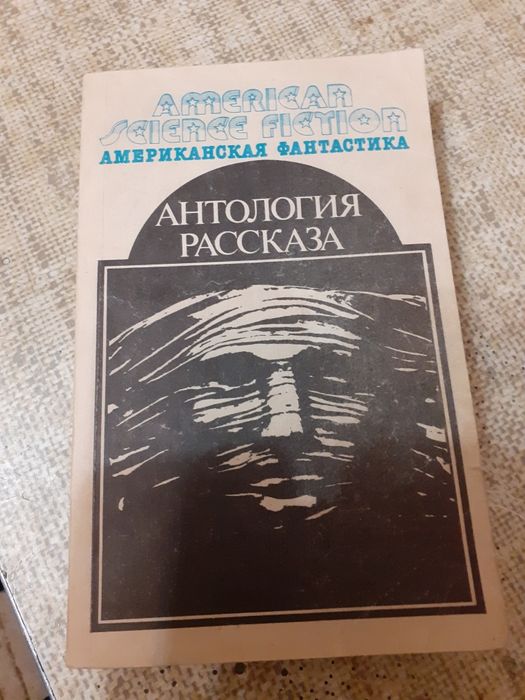 AMERICAN
SCIENCE FICTION
АМЕРИКАНСКАЯ ФАНТАСТИКА
АНТОЛОГИЯ
РАССКАЗА